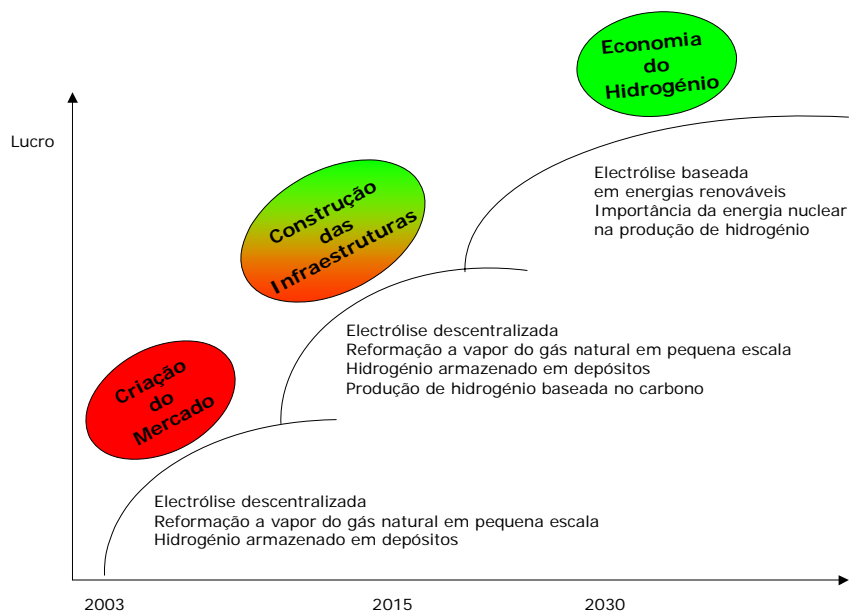 Economia
do
Hidrogénio
Lucro
Electrólise baseada
em energias renováveis
Importância da energia nuclear
na produção de hidrogénio
Construção
das
Infraestruturas
Electrólise descentralizada
Reformação a vapor do gás natural em pequena escala
Hidrogénio armazenado em depósitos
Produção de hidrogénio baseada no carbono
Criação
do
Mercado
Electrólise descentralizada
Reformação a vapor do gás natural em pequena escala
Hidrogénio armazenado em depósitos
2003 2015 2030